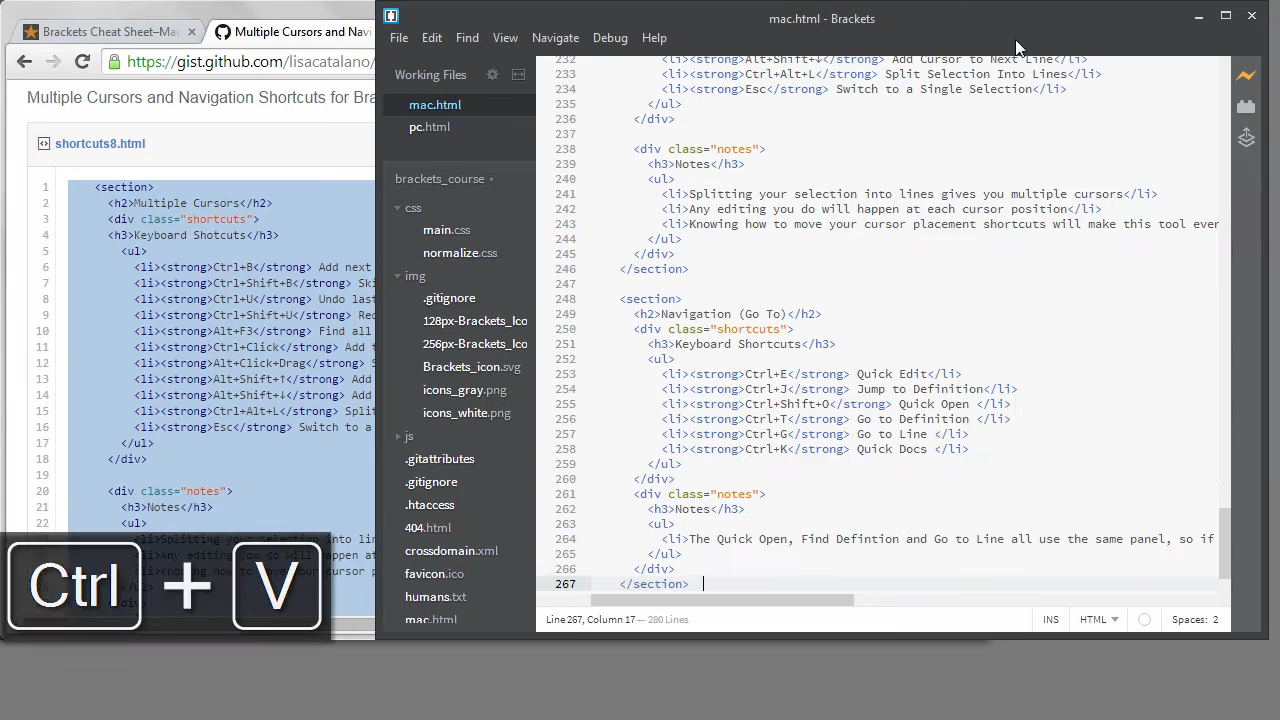 Brackets Cheat Sheet—Mac
Multiple Cursors and Navi
https://gist.github.com/lisacatalano/
Multiple Cursors and Navigation Shortcuts for Bra
shortcuts8.html
1 <section>
2 <h2>Multiple Cursors</h2>
3 <div class="shortcuts">
4 <h3>Keyboard Shotcuts</h3>
5 <ul>
6 <li><strong>Ctrl+B</strong> Add next
7 <li><strong>Ctrl+Shift+B</strong> Ski
8 <li><strong>Ctrl+U</strong> Undo last
9 <li><strong>Ctrl+Shift+U</strong> Red
10 <li><strong>Alt+F3</strong> Find all
11 <li><strong>Ctrl+Click</strong> Add t
12 <li><strong>Alt+Click+Drag</strong> S
13 <li><strong>Alt+Shift+↑</strong> Add
14 <li><strong>Alt+Shift+↓</strong> Add
15 <li><strong>Ctrl+Alt+L</strong> Split
16 <li><strong>Esc</strong> Switch to a
17 </ul>
18 </div>
19
20 <div class="notes">
21 <h3>Notes</h3>
22 <ul>
Ctrl + V
mac.html - Brackets
File Edit Find View Navigate Debug Help
Working Files
mac.html
pc.html
brackets_course
css
main.css
normalize.css
img
.gitignore
128px-Brackets_Ico
256px-Brackets_Ico
Brackets_icon.svg
icons_gray.png
icons_white.png
js
.gitattributes
.gitignore
.htaccess
404.html
crossdomain.xml
favicon.ico
humans.txt
mac.html
232 <li><strong>Alt+Shift+↓</strong> Add Cursor to Next Line</li>
233 <li><strong>Ctrl+Alt+L</strong> Split Selection Into Lines</li>
234 <li><strong>Esc</strong> Switch to a Single Selection</li>
235 </ul>
236 </div>
237
238 <div class="notes">
239 <h3>Notes</h3>
240 <ul>
241 <li>Splitting your selection into lines gives you multiple cursors</li>
242 <li>Any editing you do will happen at each cursor position</li>
243 <li>Knowing how to move your cursor placement shortcuts will make this tool ever
244 </ul>
245 </div>
246 </section>
247
248 <section>
249 <h2>Navigation (Go To)</h2>
250 <div class="shortcuts">
251 <h3>Keyboard Shortcuts</h3>
252 <ul>
253 <li><strong>Ctrl+E</strong> Quick Edit</li>
254 <li><strong>Ctrl+J</strong> Jump to Definition</li>
255 <li><strong>Ctrl+Shift+O</strong> Quick Open </li>
256 <li><strong>Ctrl+T</strong> Go to Definition </li>
257 <li><strong>Ctrl+G</strong> Go to Line </li>
258 <li><strong>Ctrl+K</strong> Quick Docs </li>
259 </ul>
260 </div>
261 <div class="notes">
262 <h3>Notes</h3>
263 <ul>
264 <li>The Quick Open, Find Defintion and Go to Line all use the same panel, so if
265 </ul>
266 </div>
267 </section>
Line 267, Column 17 — 280 Lines
INS HTML Spaces: 2